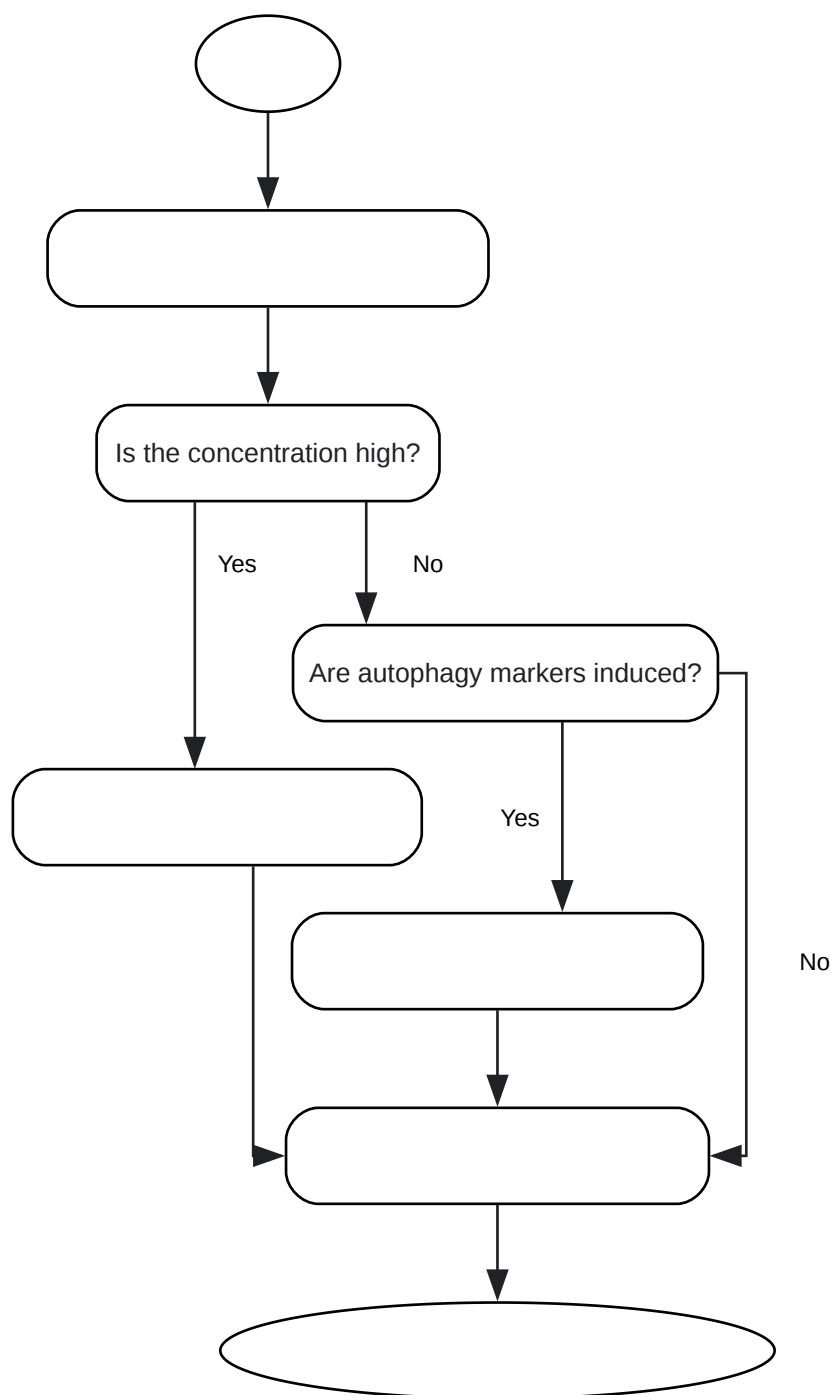 Is the concentration high?
Yes
No
Are autophagy markers induced?
Yes
No